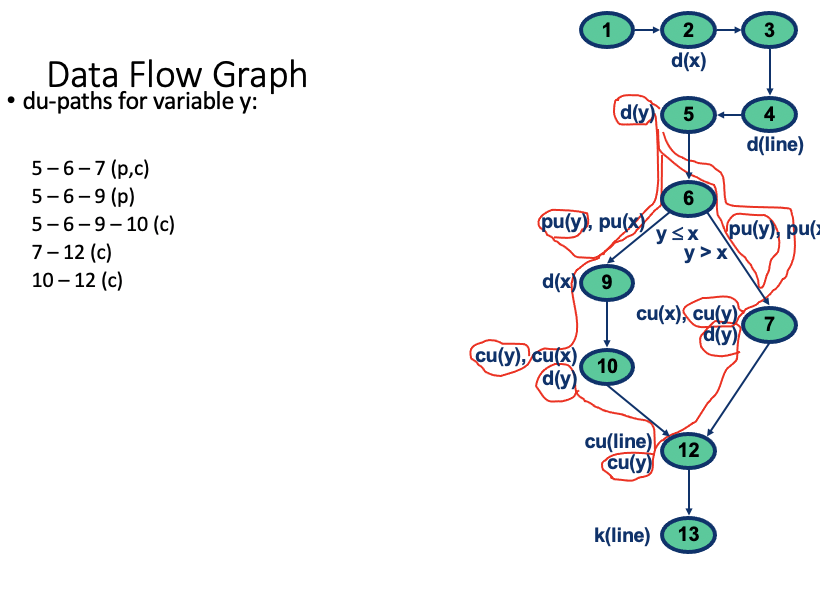 Data Flow Graph
• du-paths for variable y:
5 – 6 – 7 (p,c)
5 – 6 – 9 (p)
5 – 6 – 9 – 10 (c)
7 – 12 (c)
10 – 12 (c)
1
2
3
d(x)
d(y)
5
4
d(line)
6
pu(y), pu(x)
y ≤ x
pu(y), pu(x
y > x
d(x)
9
cu(x), cu(y)
7
d(y)
cu(y), cu(x)
10
d(y)
cu(line)
12
cu(y)
k(line)
13